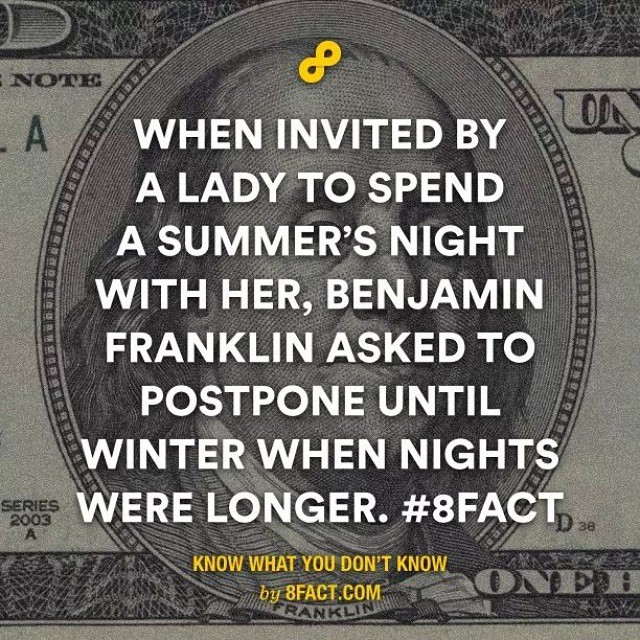 E NOTE
A
WHEN INVITED BY
A LADY TO SPEND
A SUMMER'S NIGHT
WITH HER, BENJAMIN
FRANKLIN ASKED TO
POSTPONE UNTIL
WINTER WHEN NIGHTS
WERE LONGER. #8FACT
SERIES
2003
A
D 38
KNOW WHAT YOU DON'T KNOW
by 8FACT.COM
FRANKLIN
ONE H